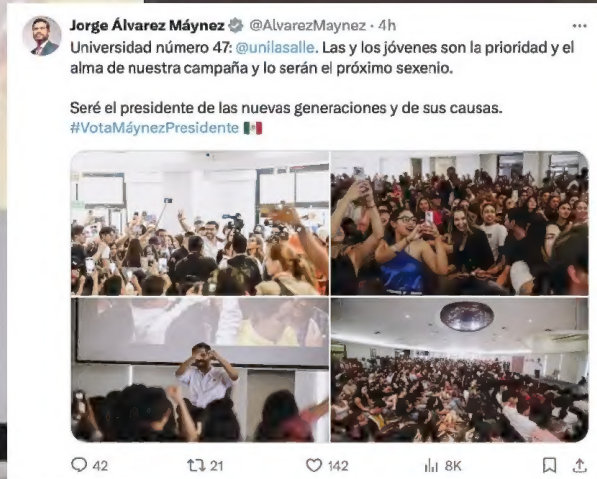 Jorge Álvarez Máynez @AlvarezMaynez · 4h
Universidad número 47: @unilasalle. Las y los jóvenes son la prioridad y el
alma de nuestra campaña y lo serán el próximo sexenio.
Seré el presidente de las nuevas generaciones y de sus causas.
#VotaMáynezPresidente 🇲🇽
42 21 142 8K